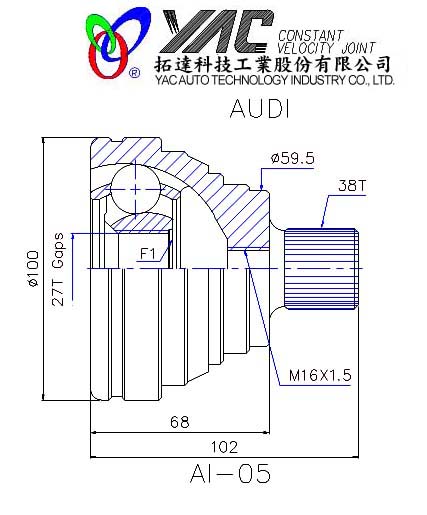 YAC CONSTANT
VELOCITY JOINT
®
拓達科技工業股份有限公司
YAC AUTO TECHNOLOGY INDUSTRY CO., LTD.
AUDI
ø59.5
38T
ø100
27T Gaps
F1
M16X1.5
68
102
AI-05